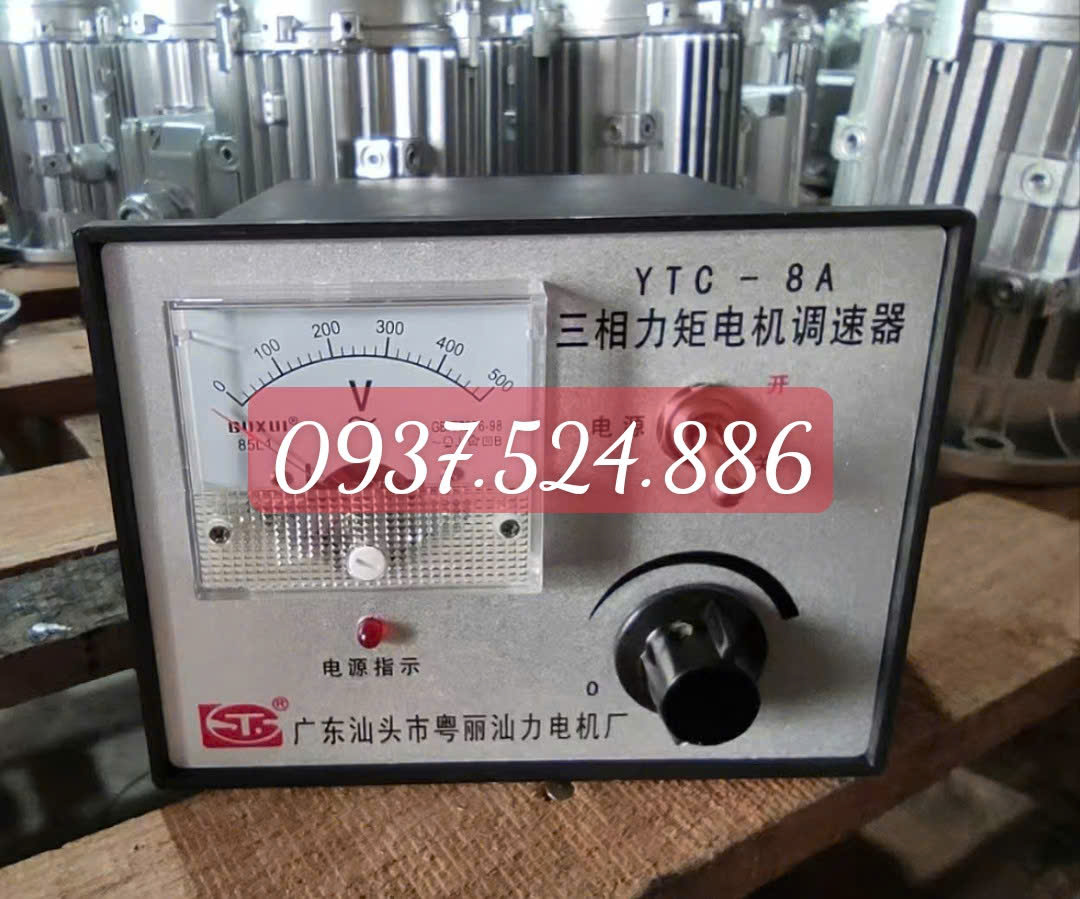 YTC - 8A
三相力矩电机调速器
0 100 200 300 400 500
V
BUXUI®
85L1
电源
开
0937.524.886
电源指示
0
广东汕头市粤丽汕力电机厂